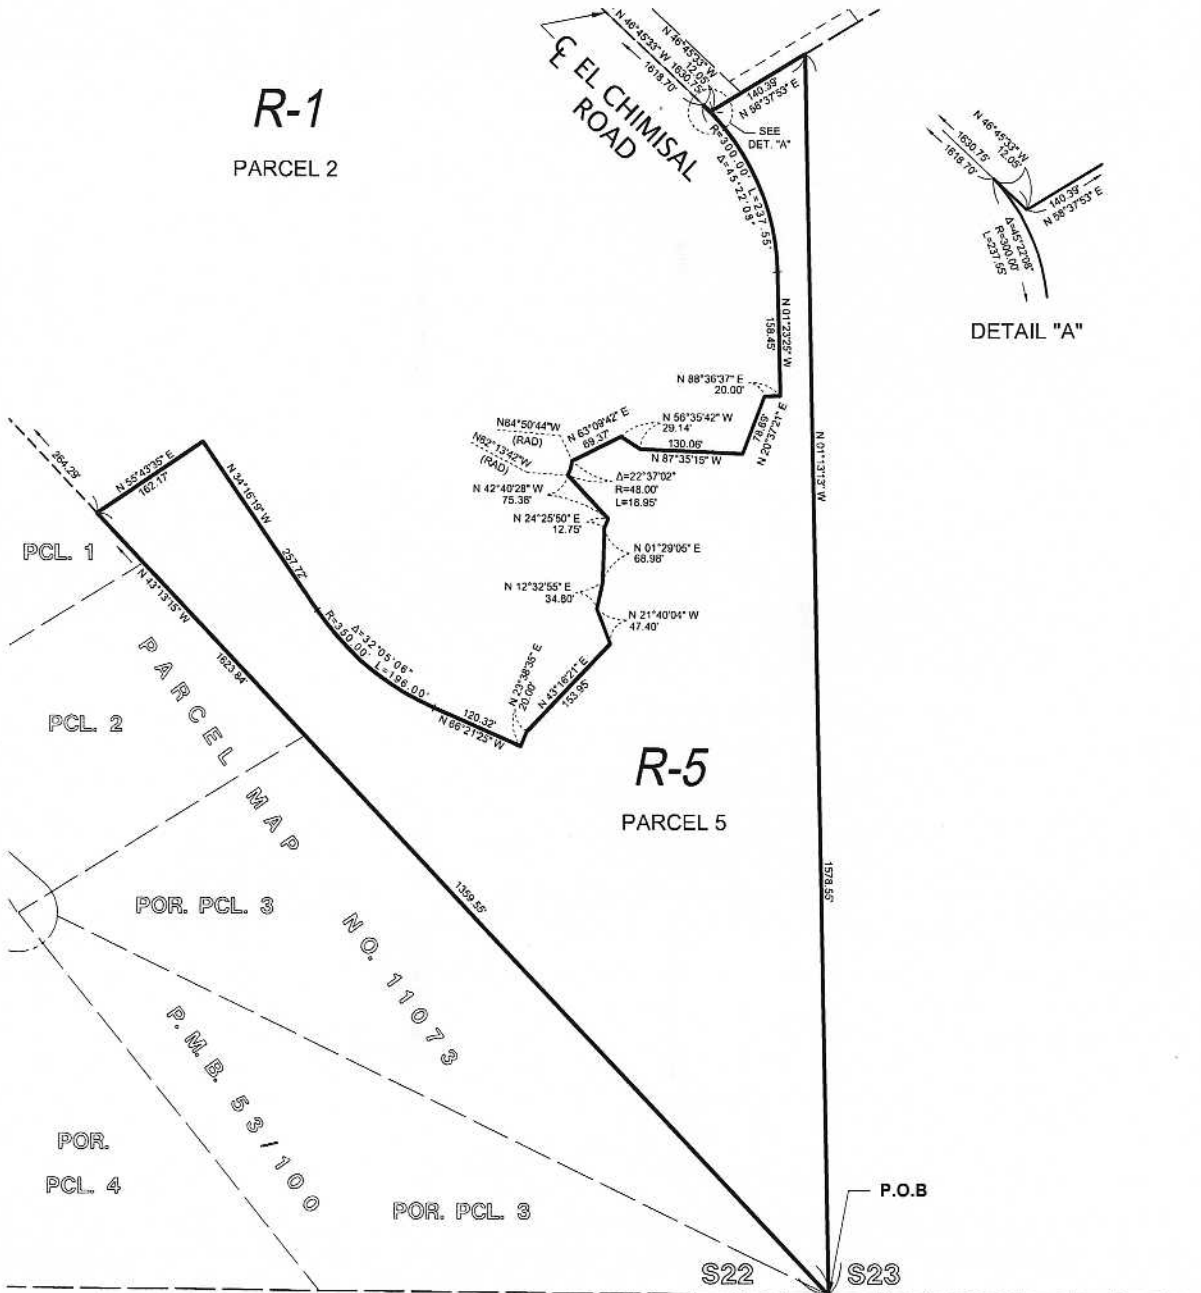 R-1
PARCEL 2
℄ EL CHIMISAL
ROAD
N 46°45'33" W
1618.70'
N 46°45'33" W
12.05'
1630.75'
140.39'
N 58°37'53" E
SEE
DET. "A"
R=300.00' L=237.55'
Δ=45°22'08"
N 46°45'33" W
12.05'
1630.75'
1618.70'
140.39'
N 58°37'53" E
Δ=45°22'08"
R=300.00'
L=237.55'
DETAIL "A"
N 01°23'25" W
158.45'
N 88°36'37" E
20.00'
78.69'
N 20°37'21" E
N 56°35'42" W
29.14'
130.06'
N 87°35'15" W
N 63°09'42" E
69.37'
N84°50'44"W
(RAD)
N62°13'42"W
(RAD)
Δ=22°37'02"
R=48.00'
L=18.95'
N 42°40'28" W
75.38'
N 24°25'50" E
12.75'
N 01°29'05" E
68.98'
N 12°32'55" E
34.80'
N 21°40'04" W
47.40'
N 43°16'21" E
153.95'
N 23°38'35" E
20.00'
120.32'
N 66°21'25" W
Δ=32°05'06"
R=350.00' L=196.00'
N 34°16'19" W
257.72'
N 55°43'35" E
162.17'
264.29'
N 43°13'15" W
1623.84'
1359.55'
N 01°13'13" W
1578.55'
R-5
PARCEL 5
PCL. 1
PCL. 2
POR. PCL. 3
PARCEL MAP NO. 11073
P.M.B. 53/100
POR.
PCL. 4
POR. PCL. 3
P.O.B
S22
S23